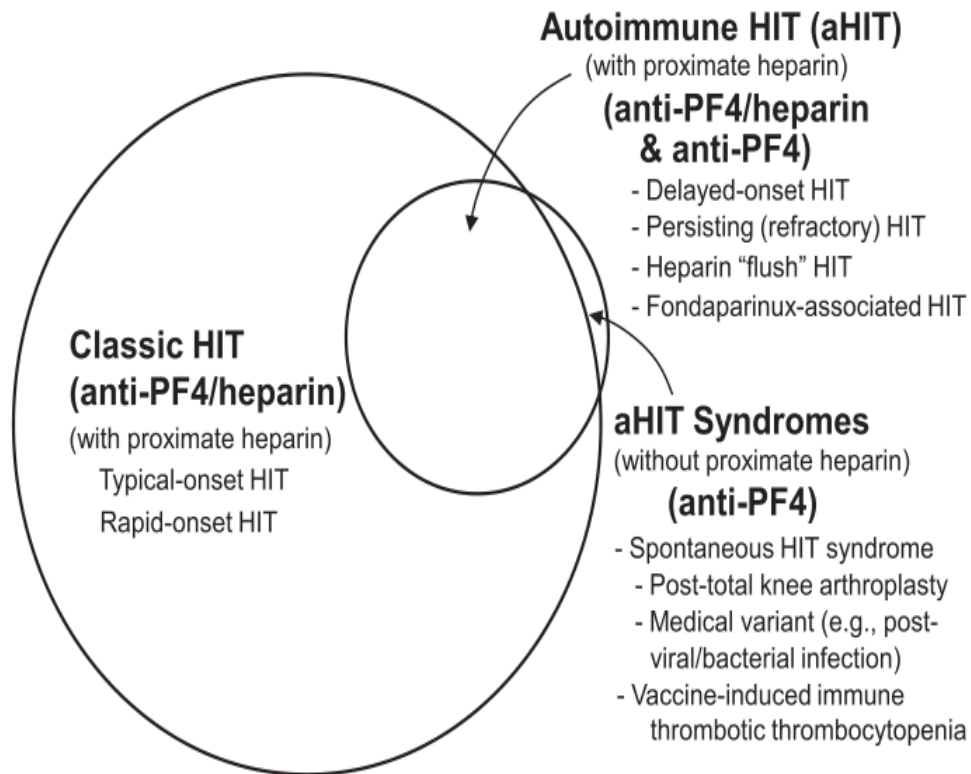 Autoimmune HIT (aHIT)
(with proximate heparin)
(anti-PF4/heparin
& anti-PF4)
- Delayed-onset HIT
- Persisting (refractory) HIT
- Heparin “flush” HIT
- Fondaparinux-associated HIT
Classic HIT
(anti-PF4/heparin)
(with proximate heparin)
Typical-onset HIT
Rapid-onset HIT
aHIT Syndromes
(without proximate heparin)
(anti-PF4)
- Spontaneous HIT syndrome
- Post-total knee arthroplasty
- Medical variant (e.g., post-
viral/bacterial infection)
- Vaccine-induced immune
thrombotic thrombocytopenia